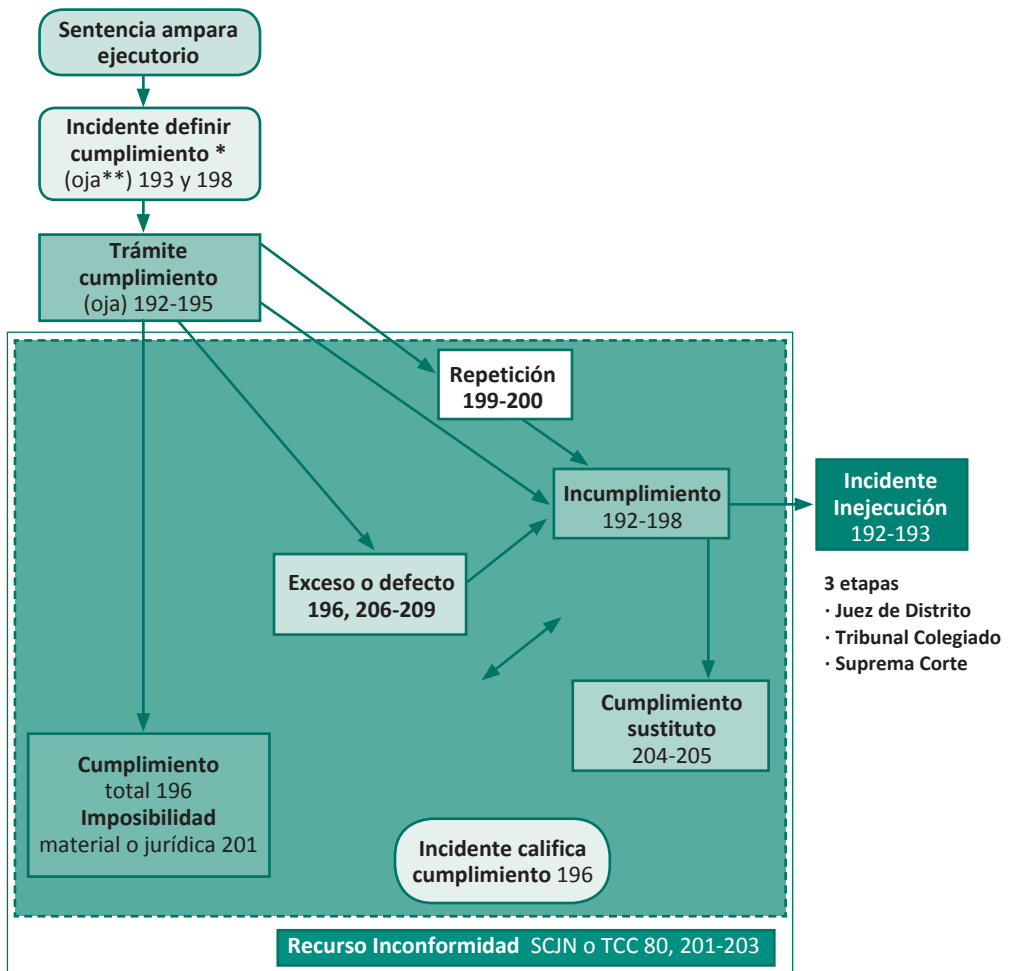 Sentencia ampara
ejecutorio
Incidente definir
cumplimiento *
(oja**) 193 y 198
Trámite
cumplimiento
(oja) 192-195
Repetición
199-200
Incumplimiento
192-198
Incidente
Inejecución
192-193
Exceso o defecto
196, 206-209
3 etapas
· Juez de Distrito
· Tribunal Colegiado
· Suprema Corte
Cumplimiento
sustituto
204-205
Cumplimiento
total 196
Imposibilidad
material o jurídica 201
Incidente califica
cumplimiento 196
Recurso Inconformidad SCJN o TCC 80, 201-203